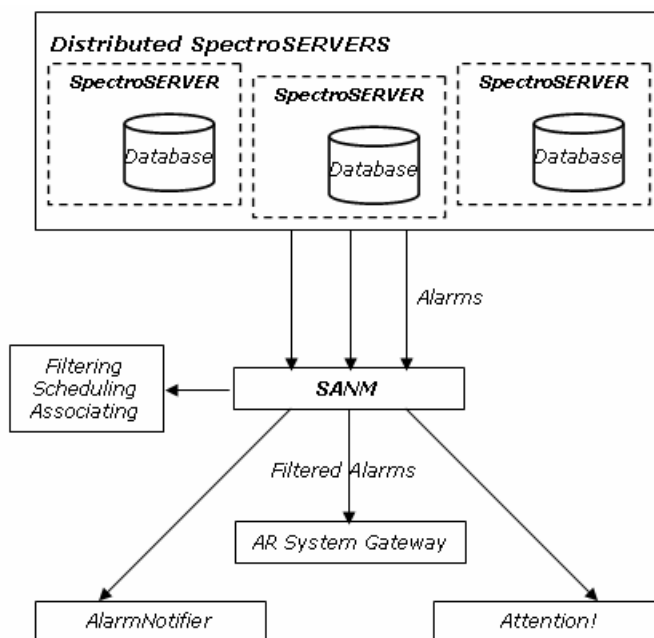 Distributed SpectroSERVERS
SpectroSERVER
SpectroSERVER
SpectroSERVER
Database
Database
Database
Alarms
Filtering
Scheduling
Associating
SANM
Filtered Alarms
AR System Gateway
AlarmNotifier
Attention!